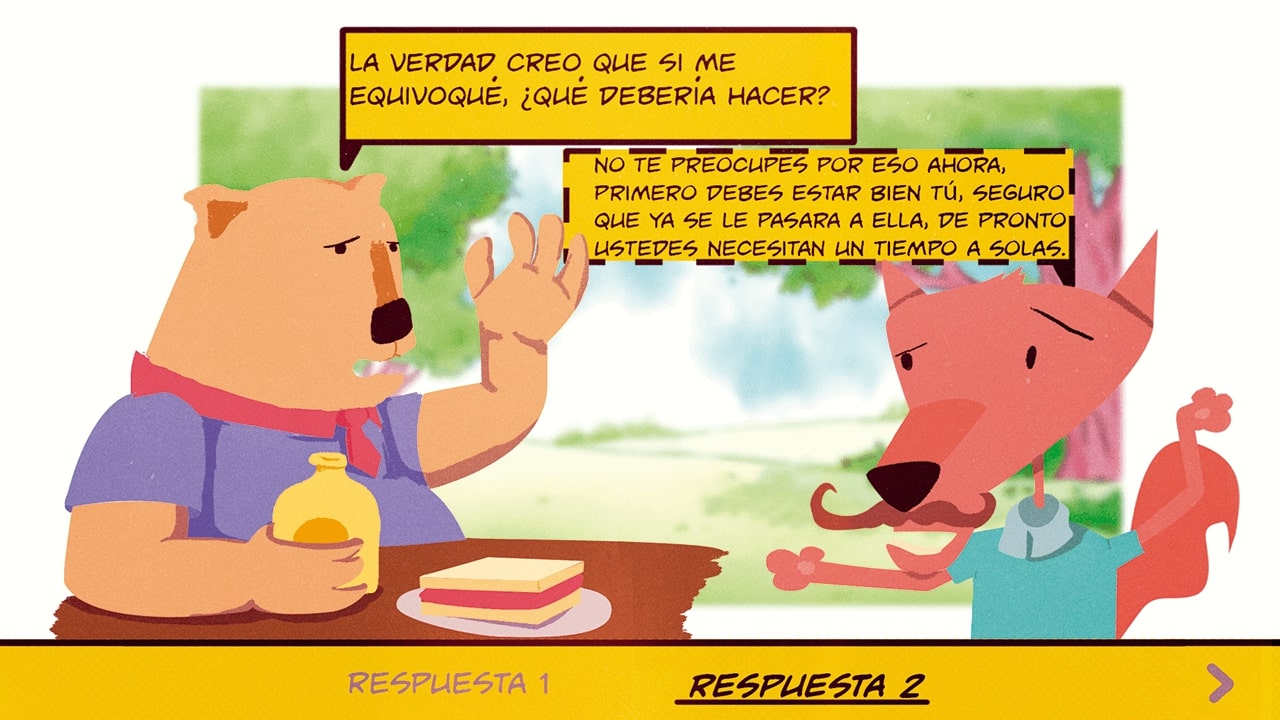 LA VERDAD CREO QUE SI ME
EQUIVOQUÉ, ¿QUÉ DEBERÍA HACER?
NO TE PREOCUPES POR ESO AHORA,
PRIMERO DEBES ESTAR BIEN TÚ, SEGURO
QUE YA SE LE PASARA A ELLA, DE PRONTO
USTEDES NECESITAN UN TIEMPO A SOLAS.
RESPUESTA 1
RESPUESTA 2